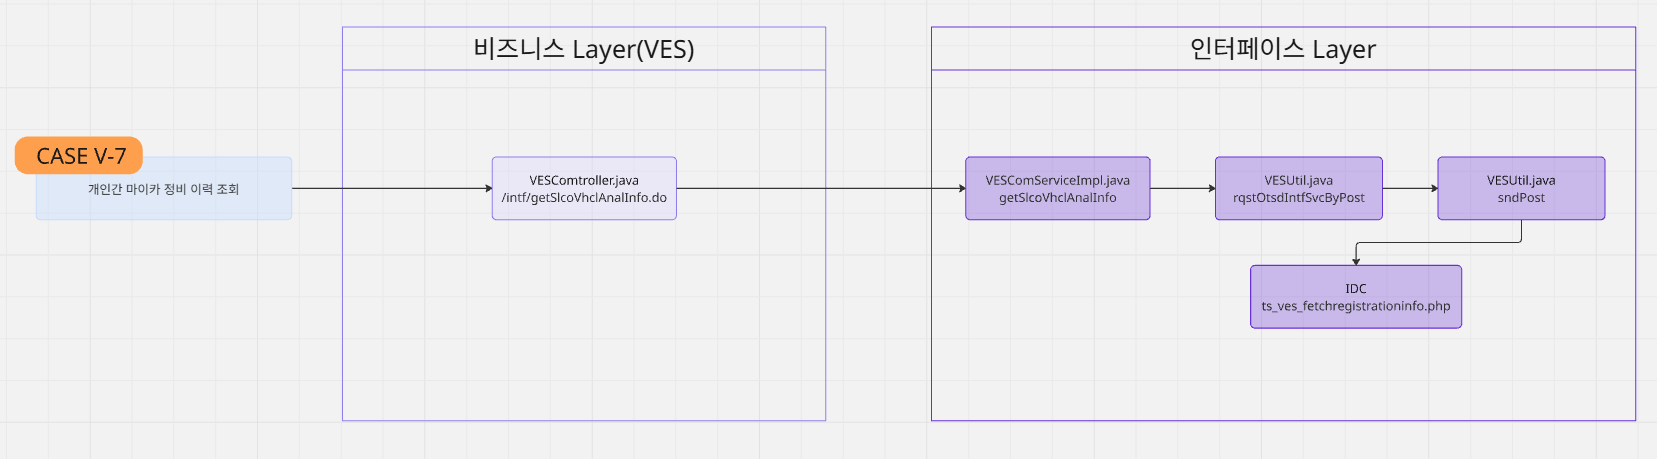 비즈니스 Layer(VES)
인터페이스 Layer
CASE V-7
개인간 마이카 정비 이력 조회
VESComtroller.java
/intf/getSlcoVhclAnalInfo.do
VESComServiceImpl.java
getSlcoVhclAnalInfo
VESUtil.java
rqstOtsdIntfSvcByPost
VESUtil.java
sndPost
IDC
ts_ves_fetchregistrationinfo.php